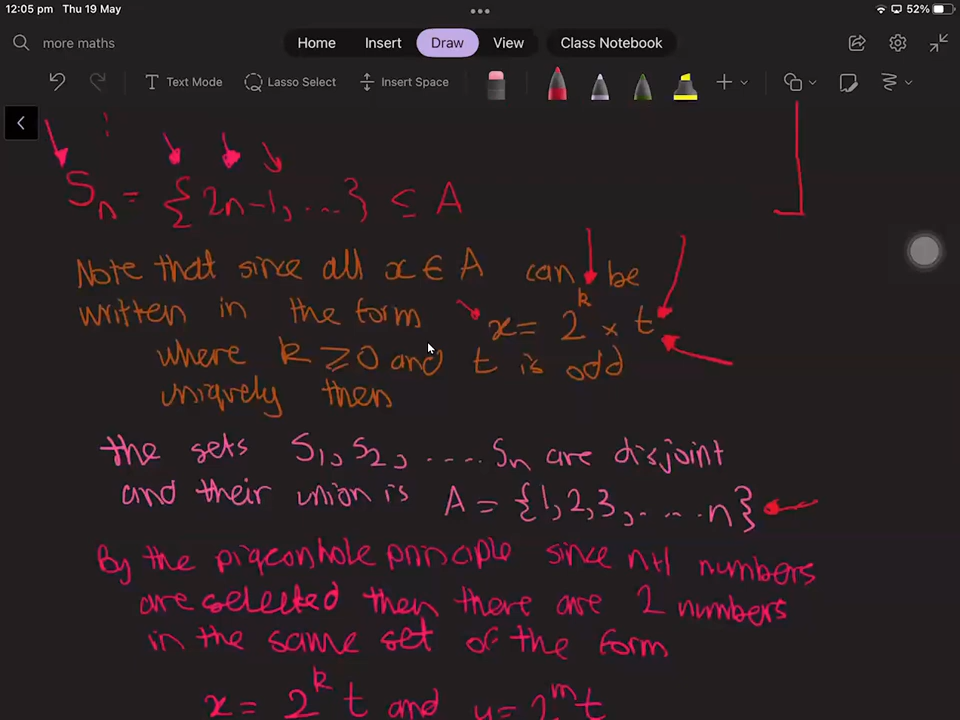 12:05 pm Thu 19 May
52%
more maths
Home Insert Draw View Class Notebook
Text Mode Lasso Select Insert Space
Sn = {2n-1, ...} ≤ A
Note that since all x ∈ A can be
written in the form x = 2^k × t
where k ≥ 0 and t is odd
uniquely then
the sets S1, S2, ..... Sn are disjoint
and their union is A = {1, 2, 3, ..... n}
By the pigeonhole principle since n+1 numbers
are selected then there are 2 numbers
in the same set of the form
x = 2^k t and y = 2^m t